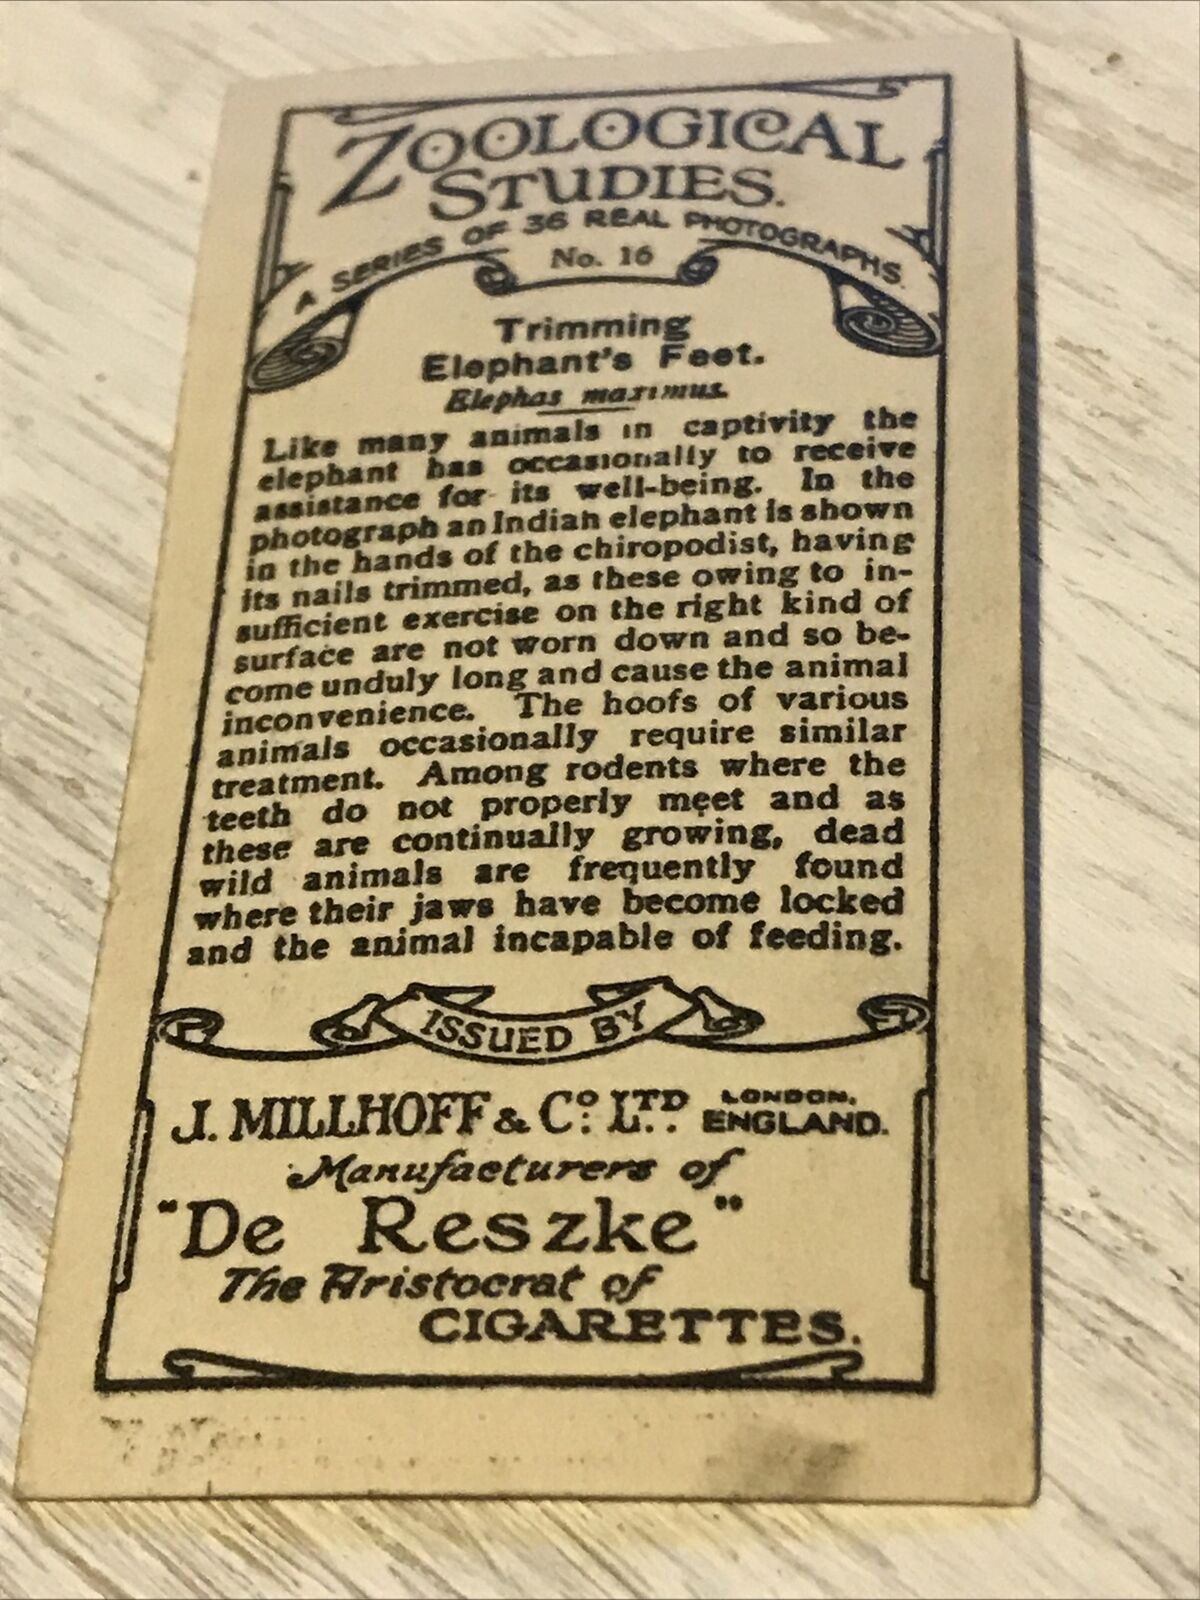 ZOOLOGICAL
STUDIES.
A SERIES OF 36 REAL PHOTOGRAPHS.
No. 16
Trimming
Elephant's Feet.
Elephas maximus.
Like many animals in captivity the
elephant has occasionally to receive
assistance for its well-being. In the
photograph an Indian elephant is shown
in the hands of the chiropodist, having
its nails trimmed, as these owing to in-
sufficient exercise on the right kind of
surface are not worn down and so be-
come unduly long and cause the animal
inconvenience. The hoofs of various
animals occasionally require similar
treatment. Among rodents where the
teeth do not properly meet and as
these are continually growing, dead
wild animals are frequently found
where their jaws have become locked
and the animal incapable of feeding.
ISSUED BY
J. MILLHOFF & Co. LTD. LONDON, ENGLAND.
Manufacturers of
"De Reszke"
The Aristocrat of
CIGARETTES.